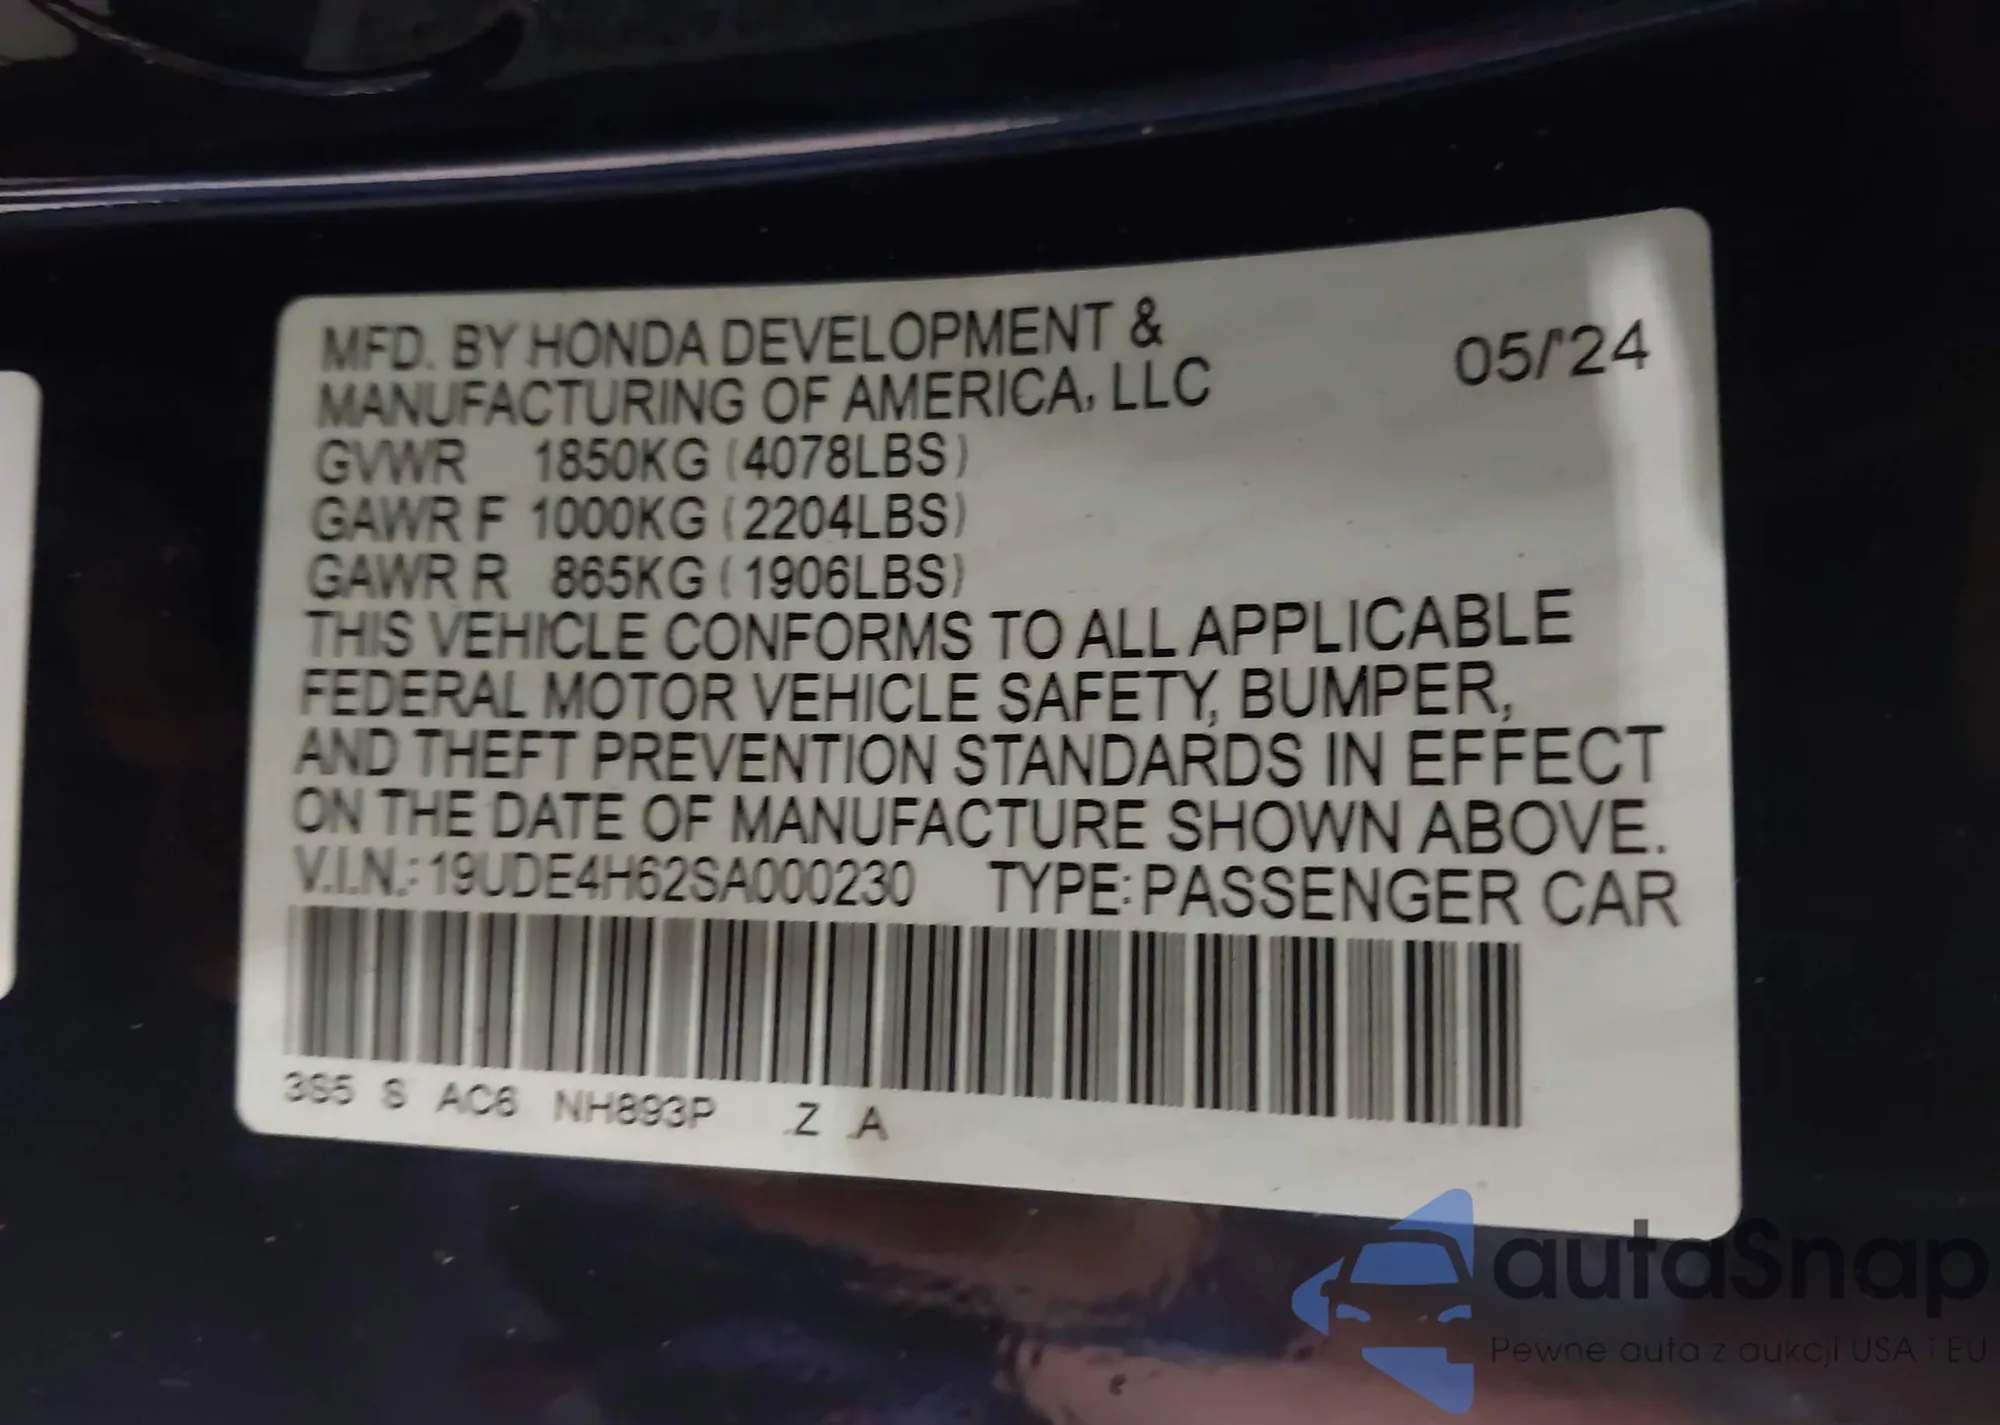 MFD. BY HONDA DEVELOPMENT &
MANUFACTURING OF AMERICA, LLC
05/'24
GVWR 1850KG (4078LBS)
GAWR F 1000KG (2204LBS)
GAWR R 865KG (1906LBS)
THIS VEHICLE CONFORMS TO ALL APPLICABLE
FEDERAL MOTOR VEHICLE SAFETY, BUMPER,
AND THEFT PREVENTION STANDARDS IN EFFECT
ON THE DATE OF MANUFACTURE SHOWN ABOVE.
V.I.N.: 19UDE4H62SA000230 TYPE: PASSENGER CAR
3S5 S AC6 NH893P .Z .A
autaSnap
Pewne auta z aukcji USA i EU